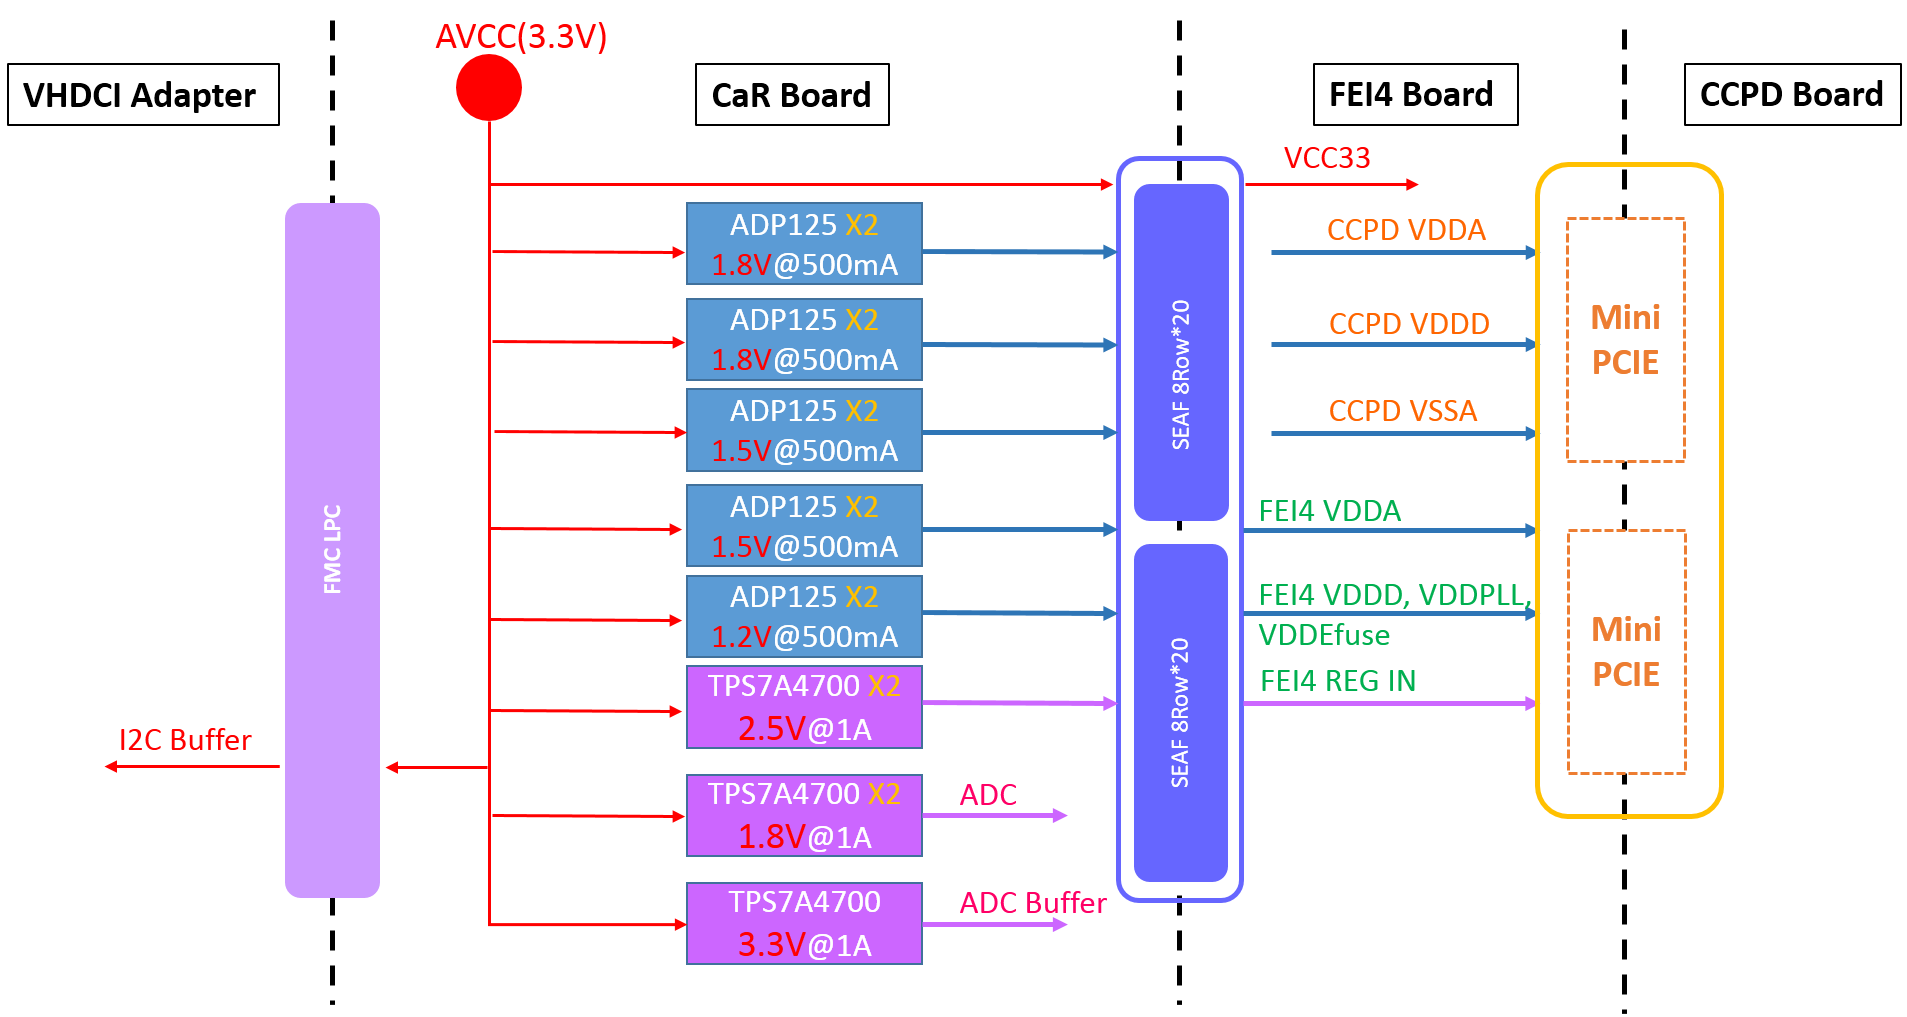 AVCC(3.3V)
VHDCI Adapter
CaR Board
FEI4 Board
CCPD Board
VCC33
ADP125 X2
1.8V@500mA
CCPD VDDA
ADP125 X2
1.8V@500mA
CCPD VDDD
ADP125 X2
1.5V@500mA
CCPD VSSA
SEAF 8Row*20
Mini
PCIE
FMC LPC
ADP125 X2
1.5V@500mA
FEI4 VDDA
ADP125 X2
1.2V@500mA
FEI4 VDDD, VDDPLL,
VDDEfuse
TPS7A4700 X2
2.5V@1A
FEI4 REG IN
SEAF 8Row*20
Mini
PCIE
I2C Buffer
TPS7A4700 X2
1.8V@1A
ADC
TPS7A4700
3.3V@1A
ADC Buffer